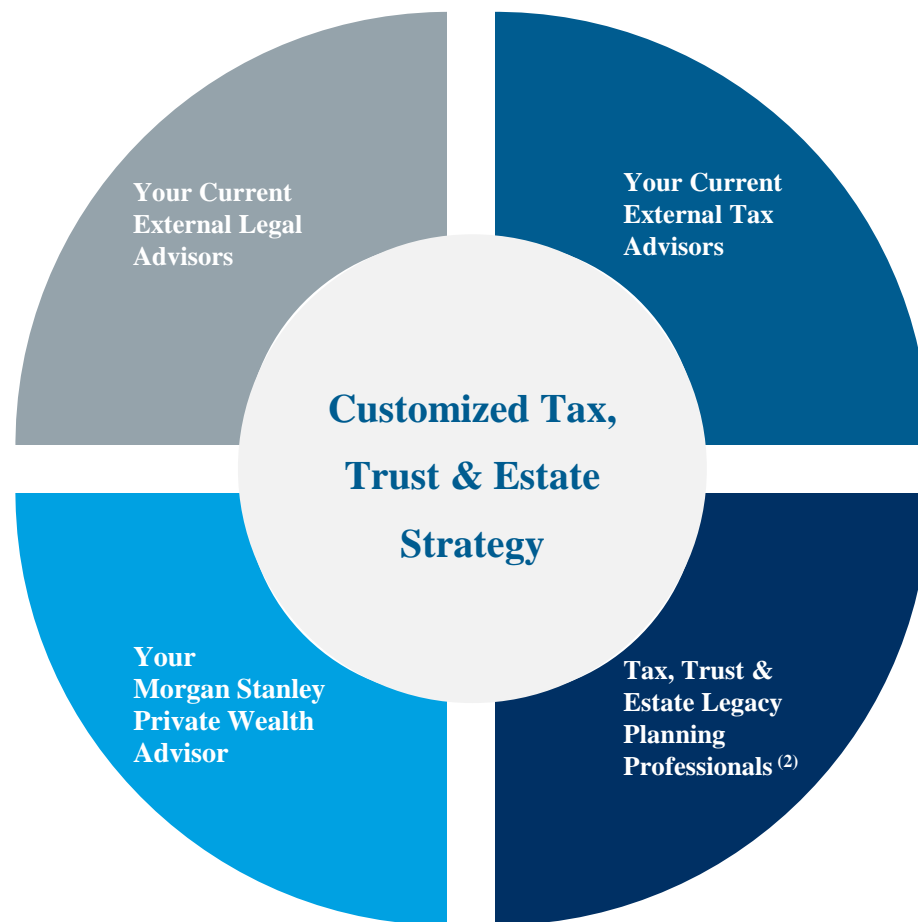 Your Current
External Legal
Advisors
Your Current
External Tax
Advisors
Customized Tax,
Trust & Estate
Strategy
Your
Morgan Stanley
Private Wealth
Advisor
Tax, Trust &
Estate Legacy
Planning
Professionals (2)